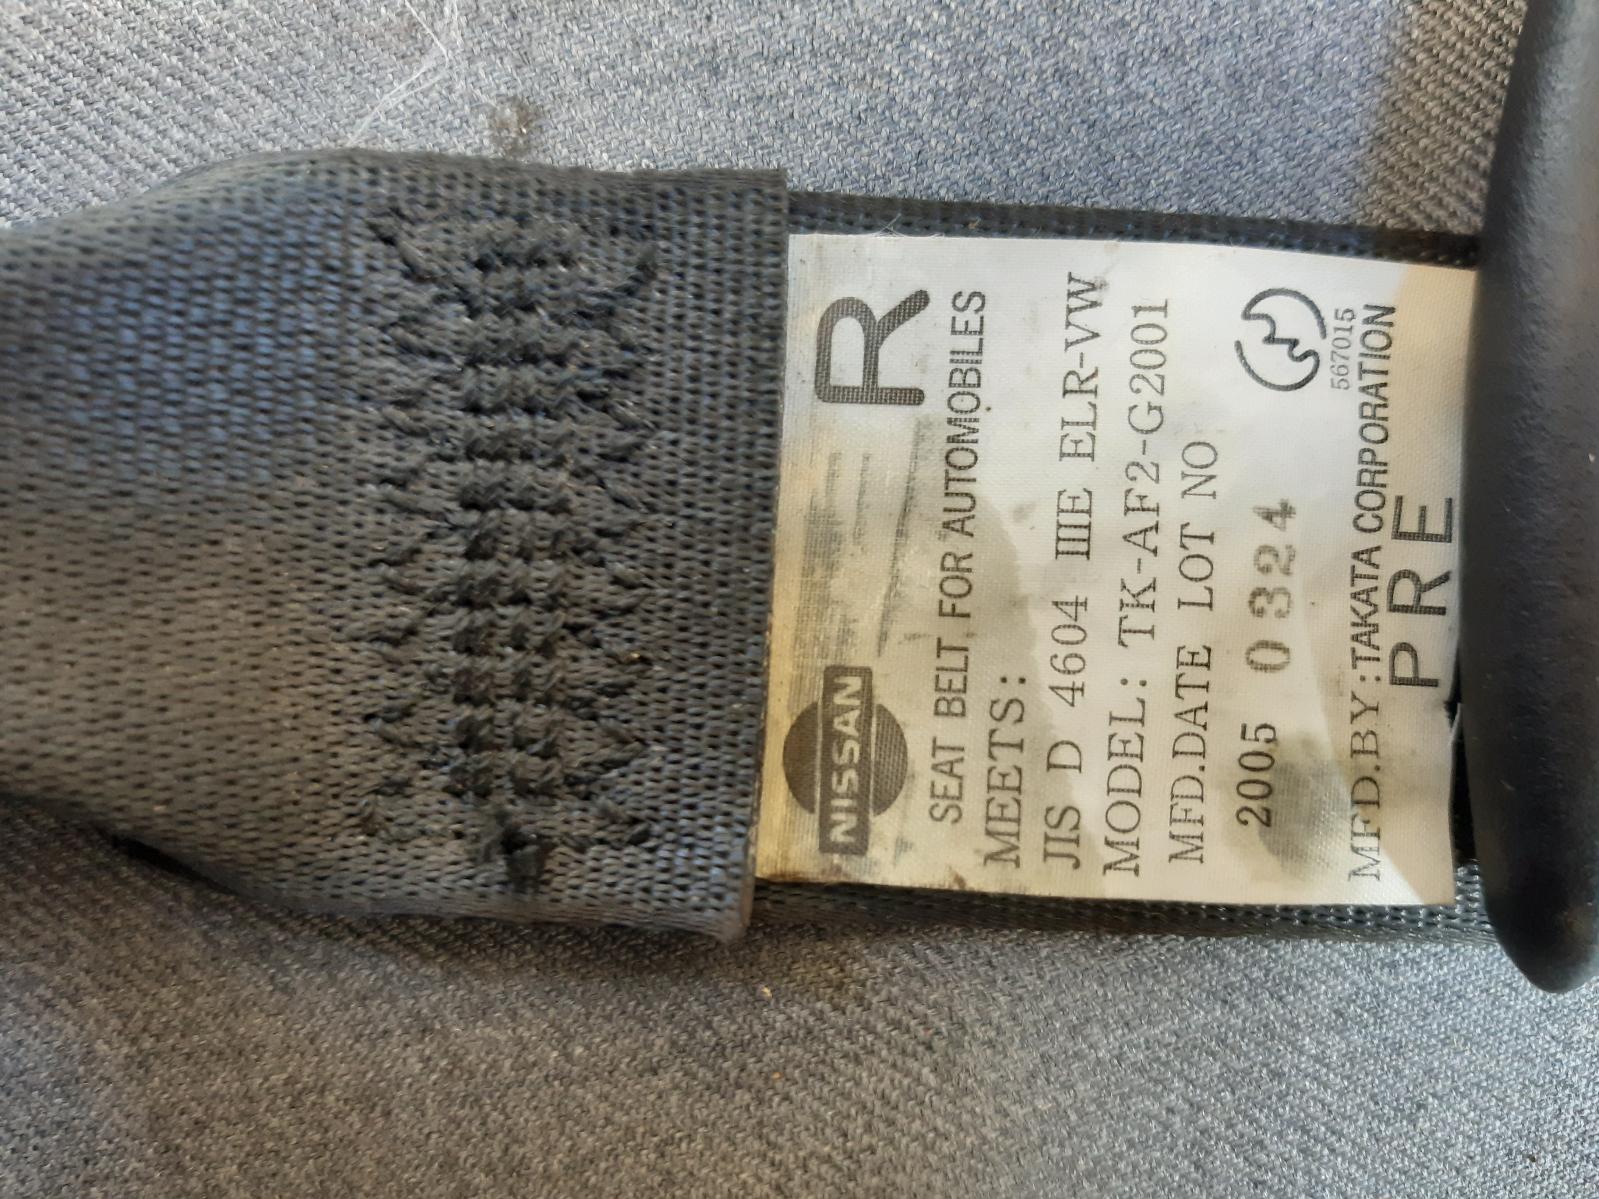 NISSAN R
SEAT BELT FOR AUTOMOBILES
MEETS:
JIS D 4604 ⅢE ELR-VW
MODEL: TK-AF2-G2001
MFD.DATE LOT NO
2005 0324
567015
MFD.BY:TAKATA CORPORATION
PRE